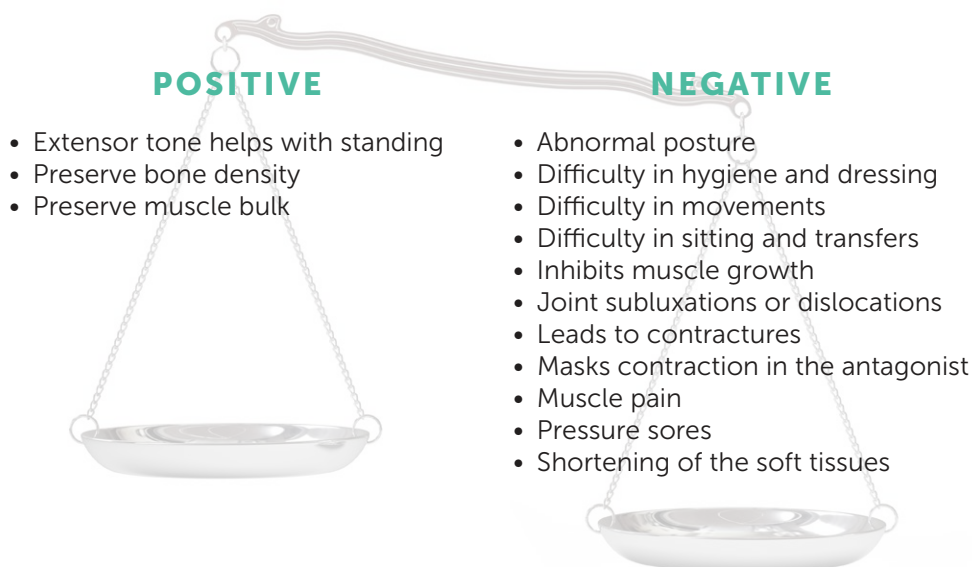 POSITIVE
• Extensor tone helps with standing
• Preserve bone density
• Preserve muscle bulk
NEGATIVE
• Abnormal posture
• Difficulty in hygiene and dressing
• Difficulty in movements
• Difficulty in sitting and transfers
• Inhibits muscle growth
• Joint subluxations or dislocations
• Leads to contractures
• Masks contraction in the antagonist
• Muscle pain
• Pressure sores
• Shortening of the soft tissues